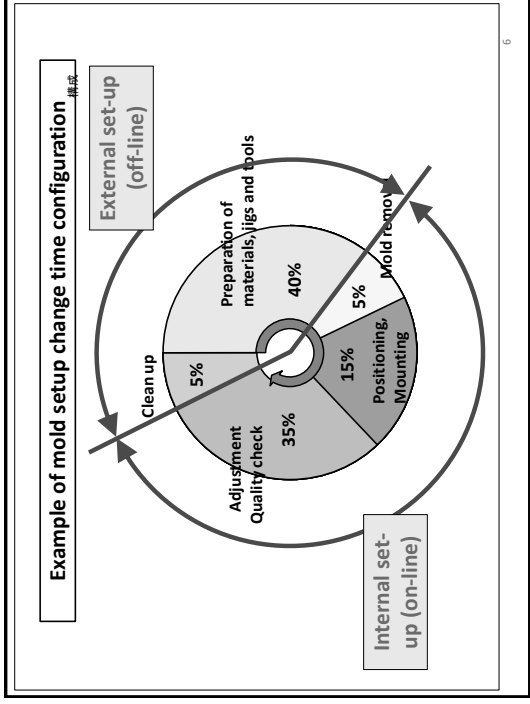 Example of mold setup change time configuration
構成
External set-up
(off-line)
Clean up
5%
Preparation of
materials, jigs and tools
40%
Mold remov
5%
15%
Positioning,
Mounting
Adjustment
Quality check
35%
Internal set-
up (on-line)
6